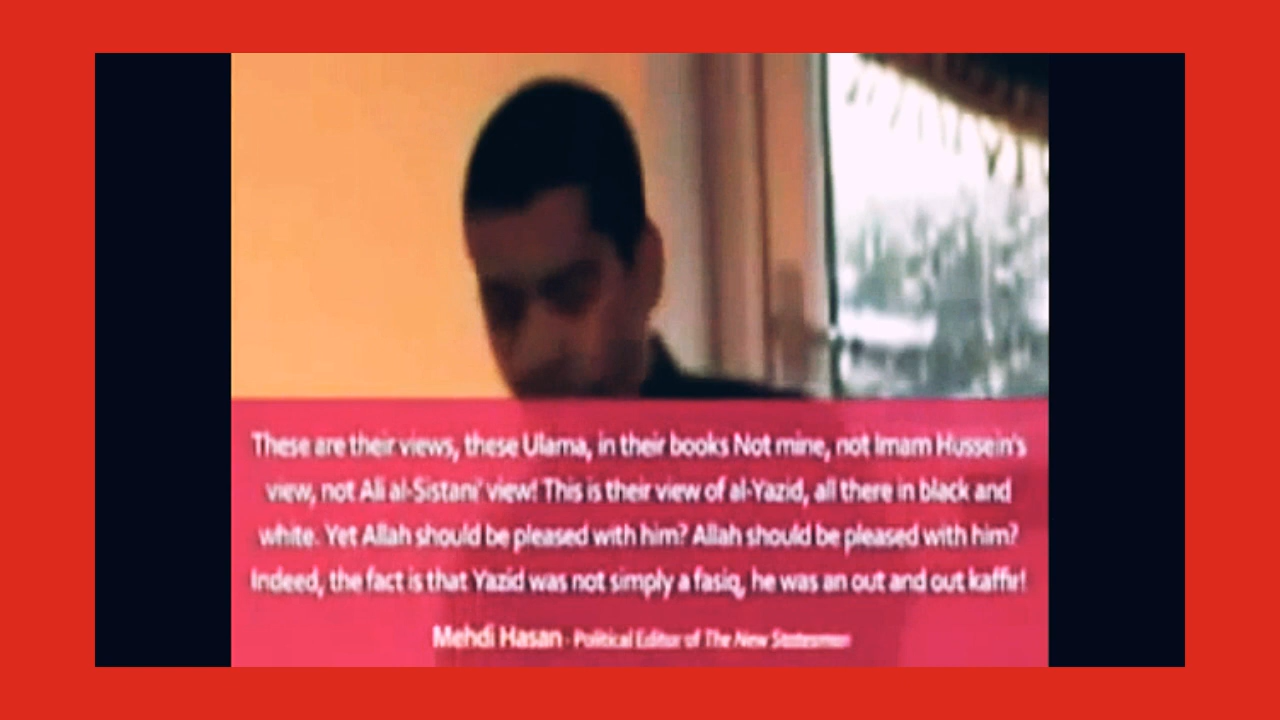 These are their views, these Ulama, in their books Not mine, not Imam Hussein's
view, not Ali al-Sistani' view! This is their view of al-Yazid, all there in black and
white. Yet Allah should be pleased with him? Allah should be pleased with him?
Indeed, the fact is that Yazid was not simply a fasiq, he was an out and out kaffir!
Mehdi Hasan - Political Editor of The New Statesman